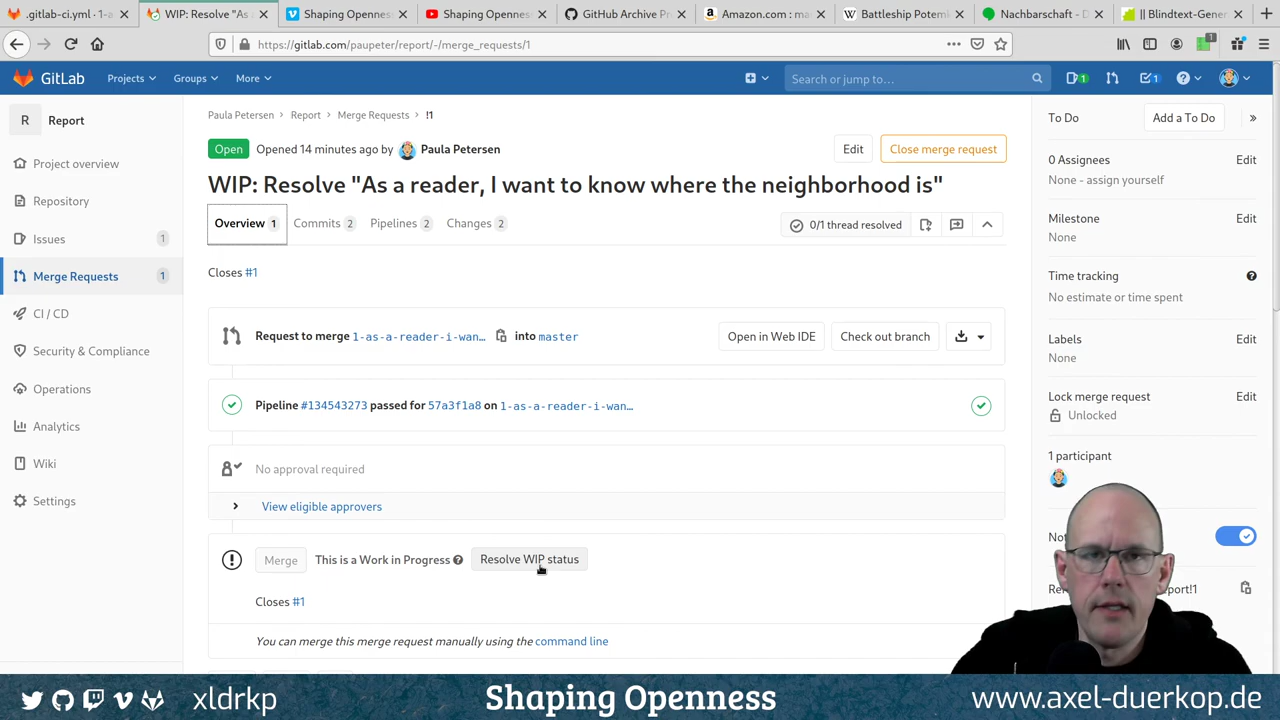 .gitlab-ci.yml - 1-a
WIP: Resolve "As a
Shaping Openness
Shaping Openness
GitHub Archive Pr
Amazon.com : ma
Battleship Potemk
Nachbarschaft - D
|| Blindtext-Gener
https://gitlab.com/paupeter/report/-/merge_requests/1
1
GitLab
Projects
Groups
More
Search or jump to…
1
1
R
Report
Project overview
Repository
Issues
1
Merge Requests
1
CI / CD
Security & Compliance
Operations
Analytics
Wiki
Settings
Paula Petersen › Report › Merge Requests › !1
Open
Opened 14 minutes ago by Paula Petersen
Edit
Close merge request
WIP: Resolve "As a reader, I want to know where the neighborhood is"
Overview 1
Commits 2
Pipelines 2
Changes 2
0/1 thread resolved
Closes #1
Request to merge 1-as-a-reader-i-wan… into master
Open in Web IDE
Check out branch
Pipeline #134543273 passed for 57a3f1a8 on 1-as-a-reader-i-wan…
No approval required
View eligible approvers
Merge
This is a Work in Progress
Resolve WIP status
Closes #1
You can merge this merge request manually using the command line
To Do
Add a To Do
0 Assignees
Edit
None - assign yourself
Milestone
Edit
None
Time tracking
No estimate or time spent
Labels
Edit
None
Lock merge request
Edit
Unlocked
1 participant
port!1
xldrkp
Shaping Openness
www.axel-duerkop.de